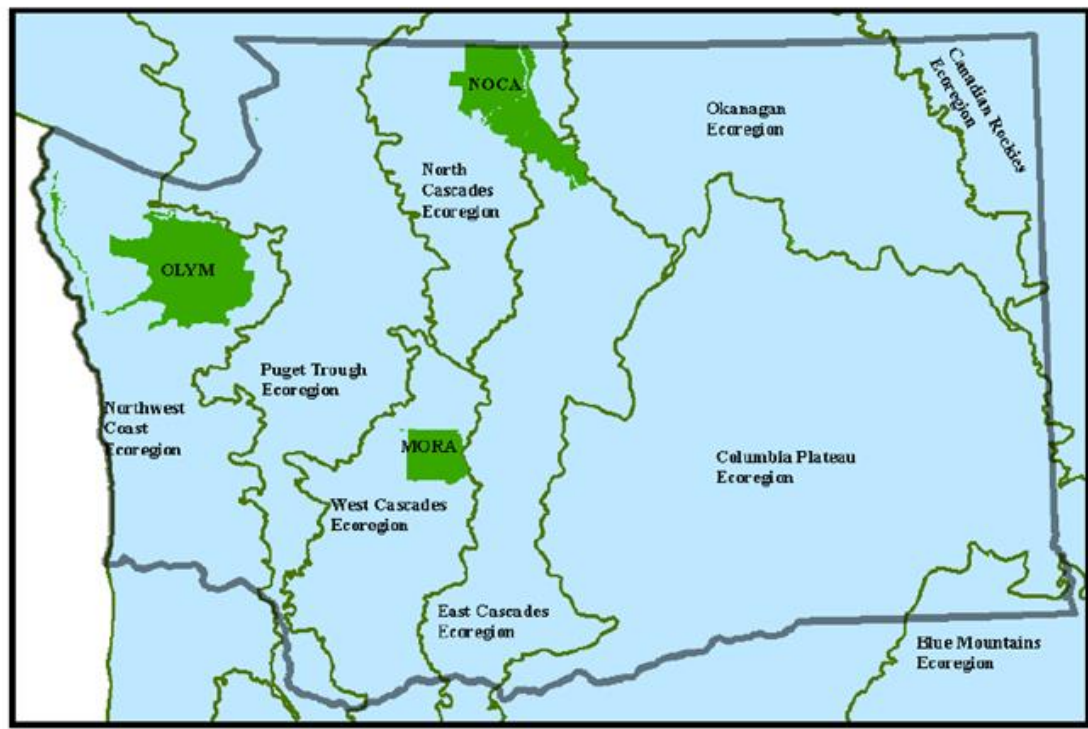 NOCA
Okanagan
Ecoregion
Canadian Rockies
Ecoregion
North
Cascades
Ecoregion
OLYM
Puget Trough
Ecoregion
Northwest
Coast
Ecoregion
MORA
Columbia Plateau
Ecoregion
West Cascades
Ecoregion
East Cascades
Ecoregion
Blue Mountains
Ecoregion